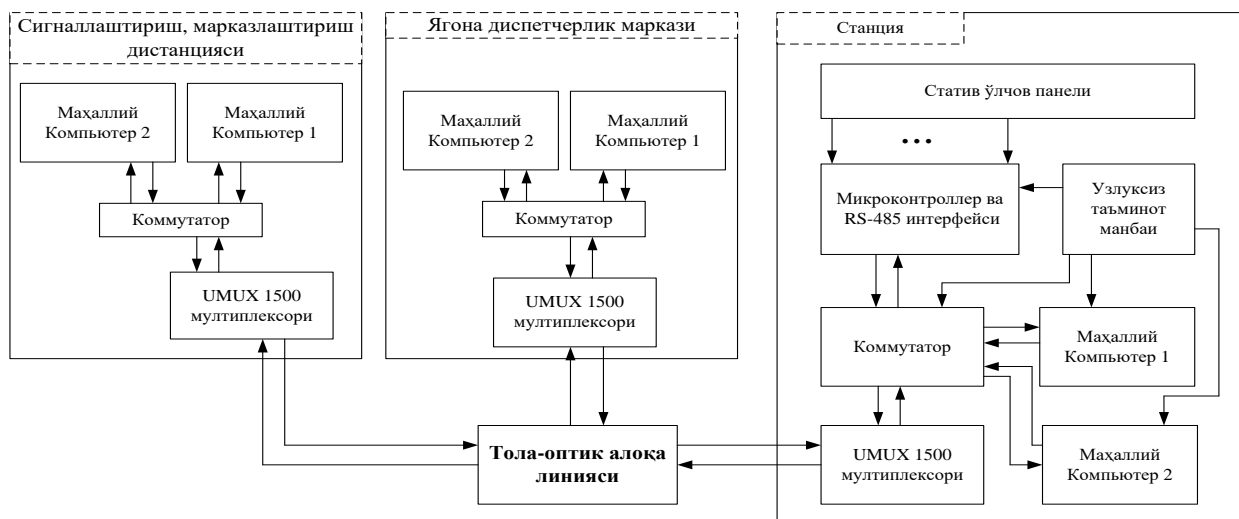 Сигналлаштириш, марказлаштириш
дистанцияси
Маҳаллий
Компьютер 2
Маҳаллий
Компьютер 1
Коммутатор
UMUX 1500
мултиплексори
Ягона диспетчерлик маркази
Маҳаллий
Компьютер 2
Маҳаллий
Компьютер 1
Коммутатор
UMUX 1500
мултиплексори
Тола-оптик алоқа
линияси
Станция
Статив ўлчов панели
...
Микроконтроллер ва
RS-485 интерфейси
Узлуксиз
таъминот
манбаи
Коммутатор
Маҳаллий
Компьютер 1
UMUX 1500
мултиплексори
Маҳаллий
Компьютер 2